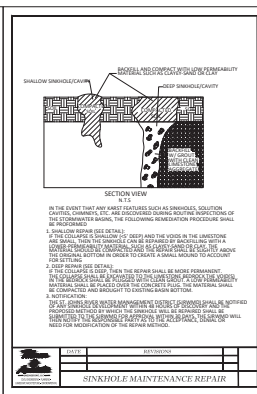 BACKFILL AND COMPACT WITH LOW PERMEABILITY
MATERIAL SUCH AS CLAYEY-SAND OR CLAY
SHALLOW SINKHOLE/CAVITY
DEEP SINKHOLE/CAVITY
BACKFILL
W/ GROUT
WITH CLEAN
LIMESTONE
SECTION VIEW
N.T.S
IN THE EVENT THAT ANY KARST FEATURES SUCH AS SINKHOLES, SOLUTION
CAVITIES, CHIMNEYS, ETC. ARE DISCOVERED DURING ROUTINE INSPECTIONS OF
THE STORMWATER BASINS, THE FOLLOWING REMEDIATION PROCEDURE SHALL
BE PREFORMED
1. SHALLOW REPAIR (SEE DETAIL):
IF THE COLLAPSE IS SHALLOW (<5' DEEP) AND THE VOIDS IN THE LIMESTONE
ARE SMALL, THEN THE SINKHOLE CAN BE REPAIRED BY BACKFILLING WITH A
LOWER-PERMEABILITY MATERIAL, SUCH AS CLAYEY-SAND OR CLAY. THE
MATERIAL SHOULD BE COMPACTED AND THE REPAIR SHALL BE SLIGHTLY ABOVE
THE ORIGINAL BOTTOM IN ORDER TO CREATE A SMALL MOUND TO ACCOUNT
FOR SETTLING
2. DEEP REPAIR (SEE DETAIL):
IF THE COLLAPSE IS DEEP, THEN THE REPAIR SHALL BE MORE PERMANENT.
THE COLLAPSE SHALL BE EXCAVATED TO THE LIMESTONE BEDROCK THE VOID(S)
IN THE BEDROCK SHALL BE PLUGGED WITH CLEAN GROUT. A LOW PERMEABILITY
MATERIAL SHALL BE PLACED OVER THE CONCRETE PLUG. THE MATERIAL SHALL
BE COMPACTED AND BROUGHT TO EXISTING BASIN BOTTOM.
3. NOTIFICATION
THE ST. JOHNS RIVER WATER MANAGEMENT DISTRICT (SJRWMD) SHALL BE NOTIFIED
OF ANY SINKHOLE DEVELOPMENT WITHIN 48 HOURS OF DISCOVERY AND THE
PROPOSED METHOD BY WHICH THE SINKHOLE WILL BE REPAIRED SHALL BE
SUBMITTED TO THE SJRWMD FOR APPROVAL WITHIN 30 DAYS. THE SJRWMD WILL
THEN NOTIFY THE RESPONSIBLE PARTY AS TO THE ACCEPTANCE, DENIAL OR
NEED FOR MODIFICATION OF THE REPAIR METHOD.
DATE REVISIONS
SINKHOLE MAINTENANCE REPAIR